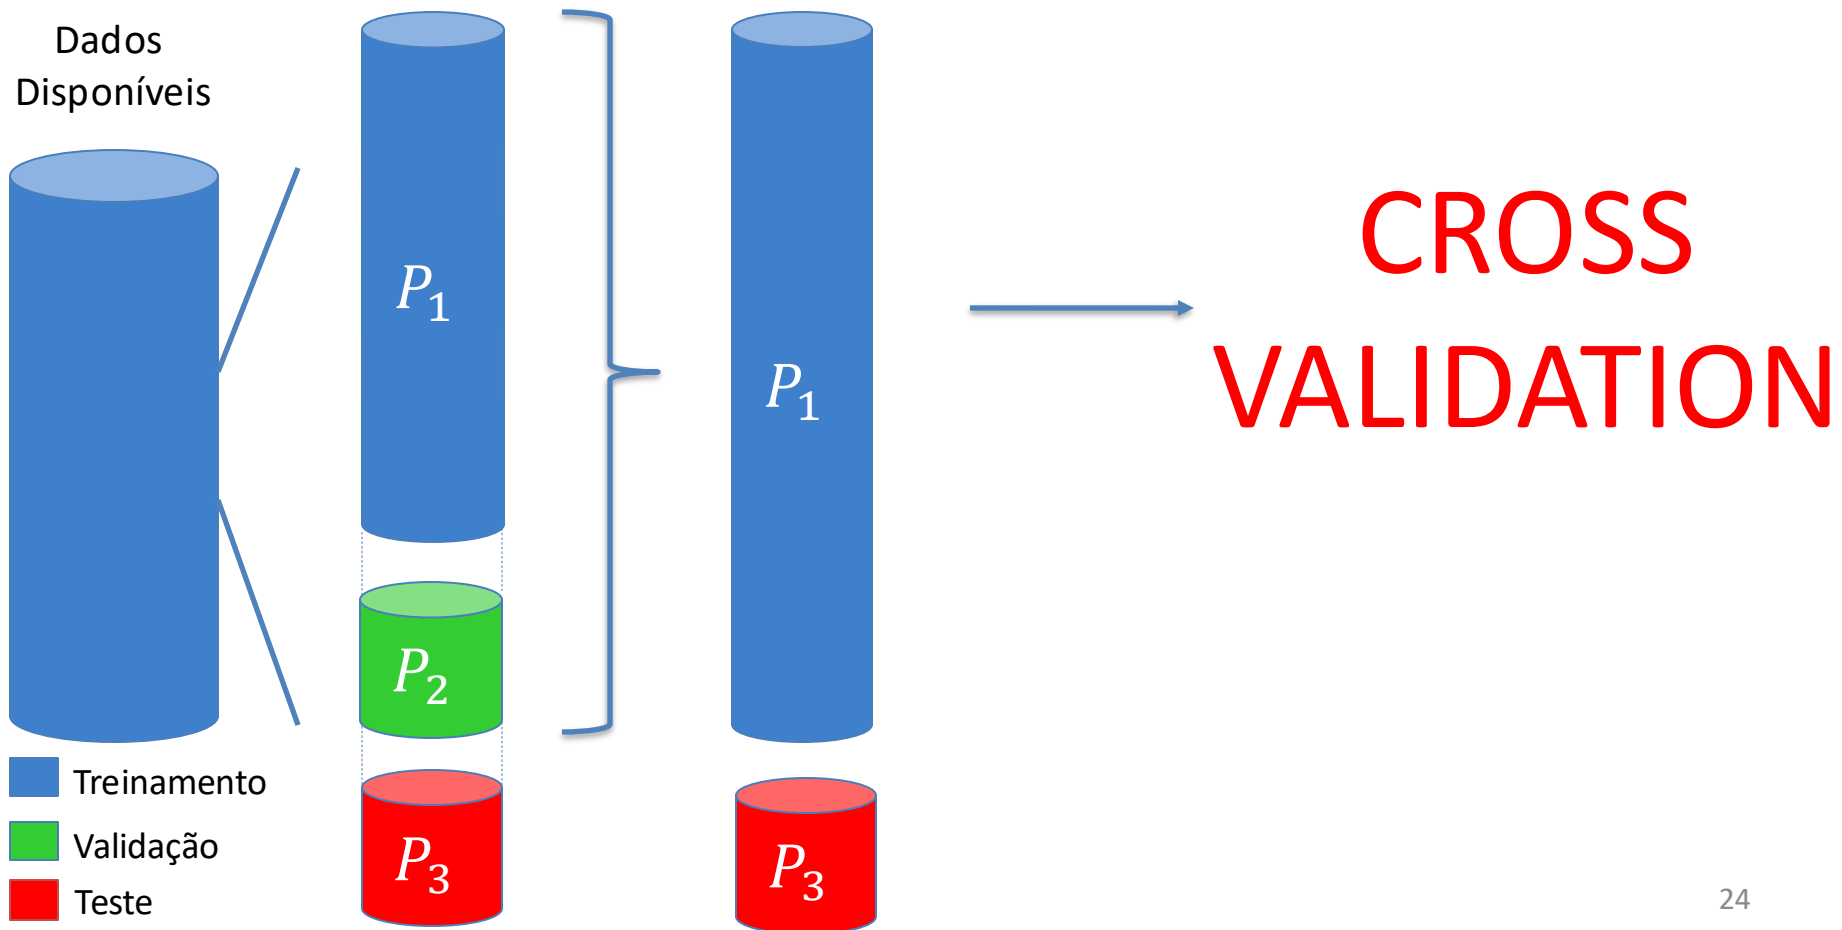 Dados
Disponíveis
P₁
P₂
P₃
P₁
P₃
CROSS
VALIDATION
Treinamento
Validação
Teste
24